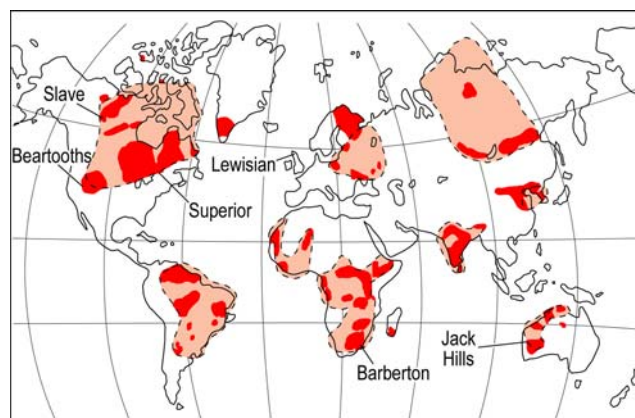 Slave
Beartooths
Lewisian
Superior
Jack
Hills
Barberton